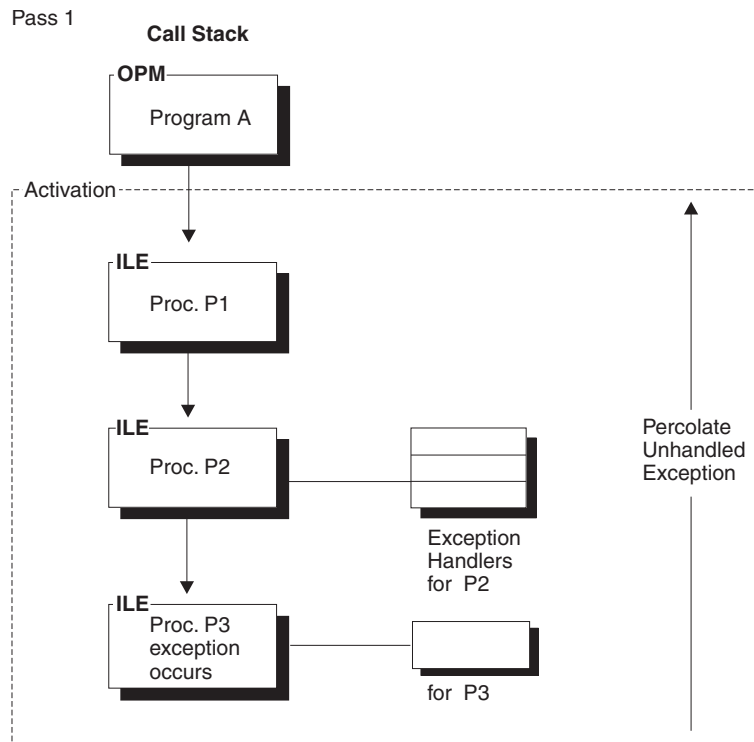 Pass 1
Call Stack
OPM
Program A
Activation
ILE
Proc. P1
ILE
Proc. P2
Exception
Handlers
for P2
Percolate
Unhandled
Exception
ILE
Proc. P3
exception
occurs
for P3